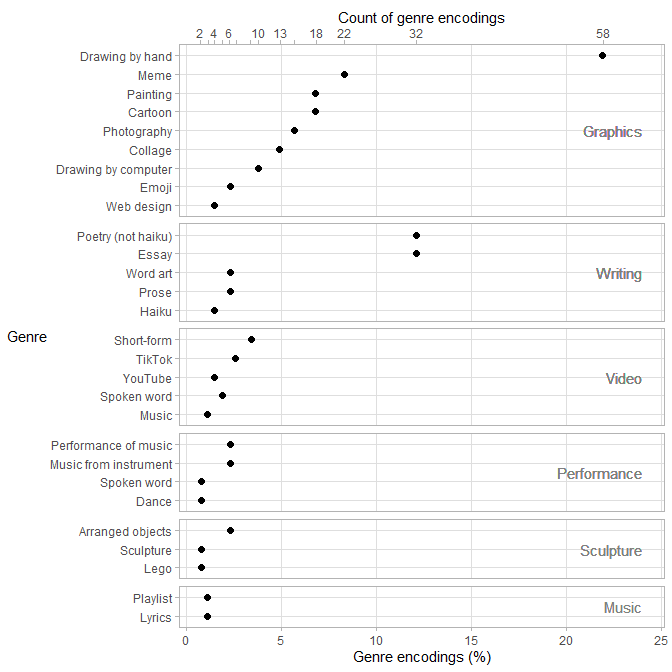 Count of genre encodings
2 4 6 10 13 18 22 32 58
Drawing by hand
Meme
Painting
Cartoon
Photography
Collage
Drawing by computer
Emoji
Web design
Graphics
Poetry (not haiku)
Essay
Word art
Prose
Haiku
Writing
Genre
Short-form
TikTok
YouTube
Spoken word
Music
Video
Performance of music
Music from instrument
Spoken word
Dance
Performance
Arranged objects
Sculpture
Lego
Sculpture
Playlist
Lyrics
Music
0 5 10 15 20 25
Genre encodings (%)